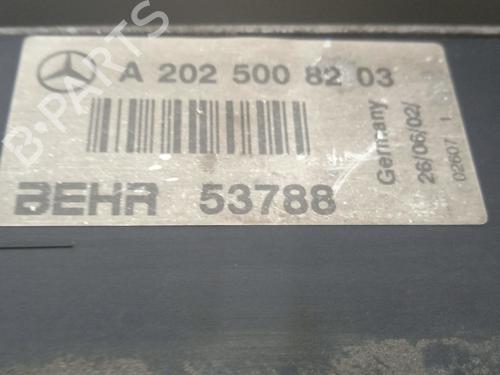 A 202 500 82 03
BEHR 53788
Germany
26/06/02/
02607 1
B-PARTS